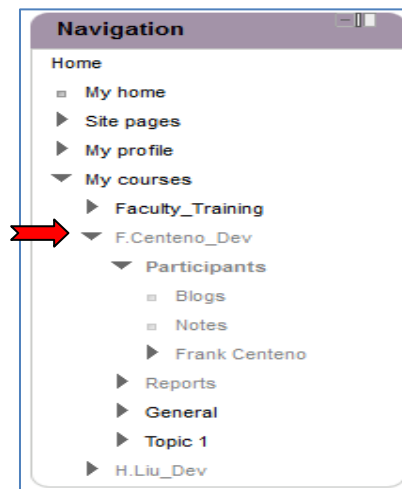 Navigation
Home
My home
Site pages
My profile
My courses
Faculty_Training
F.Centeno_Dev
Participants
Blogs
Notes
Frank Centeno
Reports
General
Topic 1
H.Liu_Dev